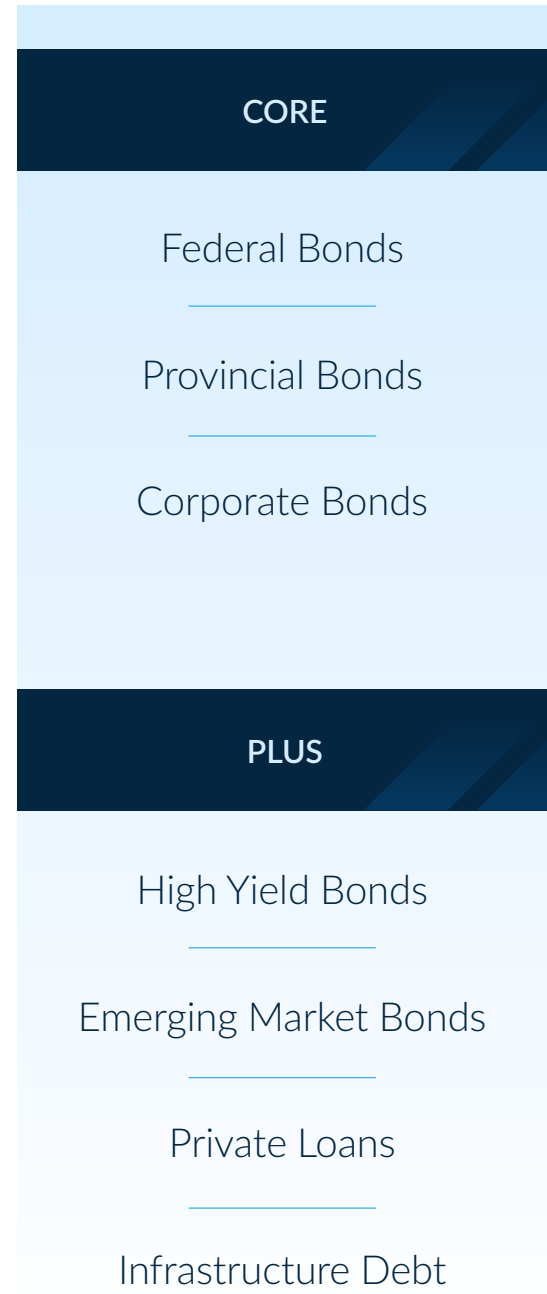 CORE
Federal Bonds
Provincial Bonds
Corporate Bonds
PLUS
High Yield Bonds
Emerging Market Bonds
Private Loans
Infrastructure Debt